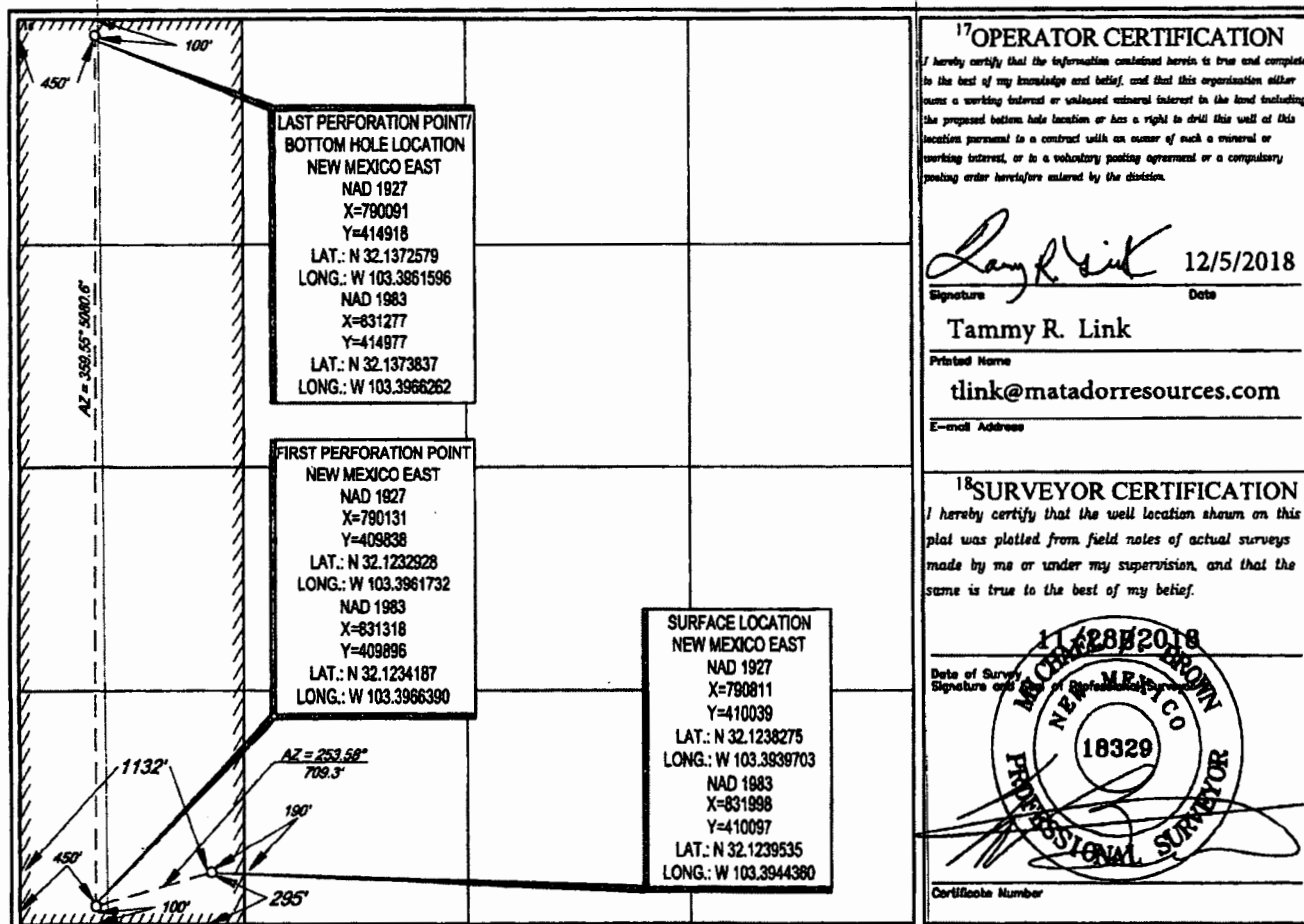 100'
450'
LAST PERFORATION POINT/
BOTTOM HOLE LOCATION
NEW MEXICO EAST
NAD 1927
X=790091
Y=414918
LAT.: N 32.1372579
LONG.: W 103.3961596
NAD 1983
X=831277
Y=414977
LAT.: N 32.1373837
LONG.: W 103.3966262
AZ = 359.55° 5080.6'
FIRST PERFORATION POINT
NEW MEXICO EAST
NAD 1927
X=790131
Y=409838
LAT.: N 32.1232928
LONG.: W 103.3961732
NAD 1983
X=831318
Y=409896
LAT.: N 32.1234187
LONG.: W 103.3966390
SURFACE LOCATION
NEW MEXICO EAST
NAD 1927
X=790811
Y=410039
LAT.: N 32.1238275
LONG.: W 103.3939703
NAD 1983
X=831998
Y=410097
LAT.: N 32.1239535
LONG.: W 103.3944380
1132'
AZ = 253.58°
709.3'
190'
450'
100'
295'
17OPERATOR CERTIFICATION
I hereby certify that the information contained herein is true and complete
to the best of my knowledge and belief, and that this organization either
owns a working interest or unleased mineral interest in the land including
the proposed bottom hole location or has a right to drill this well at this
location pursuant to a contract with an owner of such a mineral or
working interest, or to a voluntary pooling agreement or a compulsory
pooling order heretofore entered by the division.
12/5/2018
Signature Date
Tammy R. Link
Printed Name
tlink@matadorresources.com
E-mail Address
18SURVEYOR CERTIFICATION
I hereby certify that the well location shown on this
plat was plotted from field notes of actual surveys
made by me or under my supervision, and that the
same is true to the best of my belief.
11/28/2018
Date of Survey
Signature and Seal of Professional Surveyor
MICHAEL BROWN
NEW MEXICO
18329
PROFESSIONAL SURVEYOR
Certificate Number